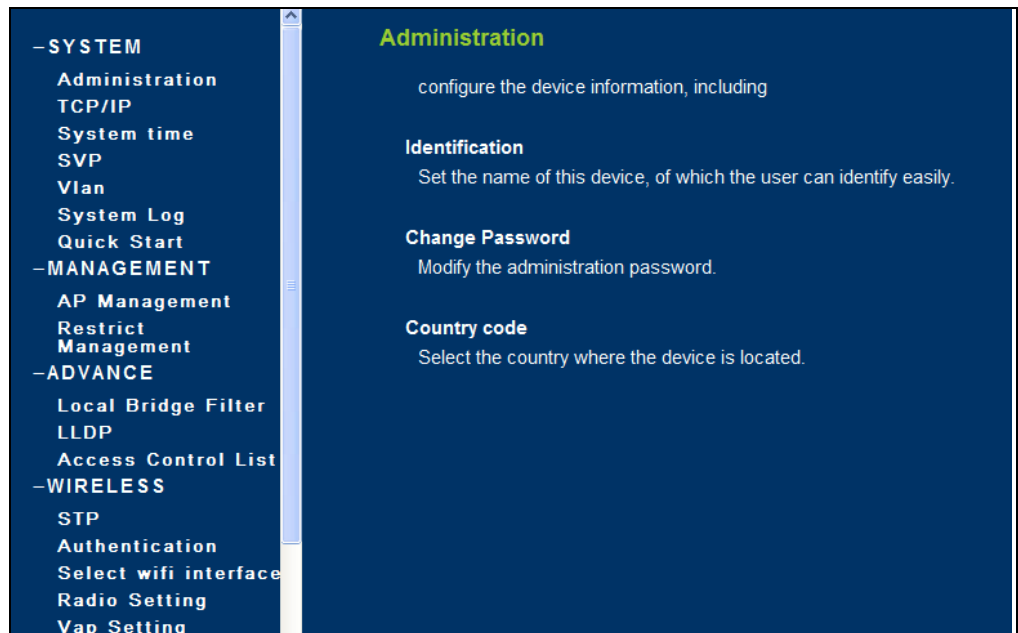 –SYSTEM
Administration
TCP/IP
System time
SVP
Vlan
System Log
Quick Start
–MANAGEMENT
AP Management
Restrict
Management
–ADVANCE
Local Bridge Filter
LLDP
Access Control List
–WIRELESS
STP
Authentication
Select wifi interface
Radio Setting
Vap Setting
Administration
configure the device information, including
Identification
Set the name of this device, of which the user can identify easily.
Change Password
Modify the administration password.
Country code
Select the country where the device is located.